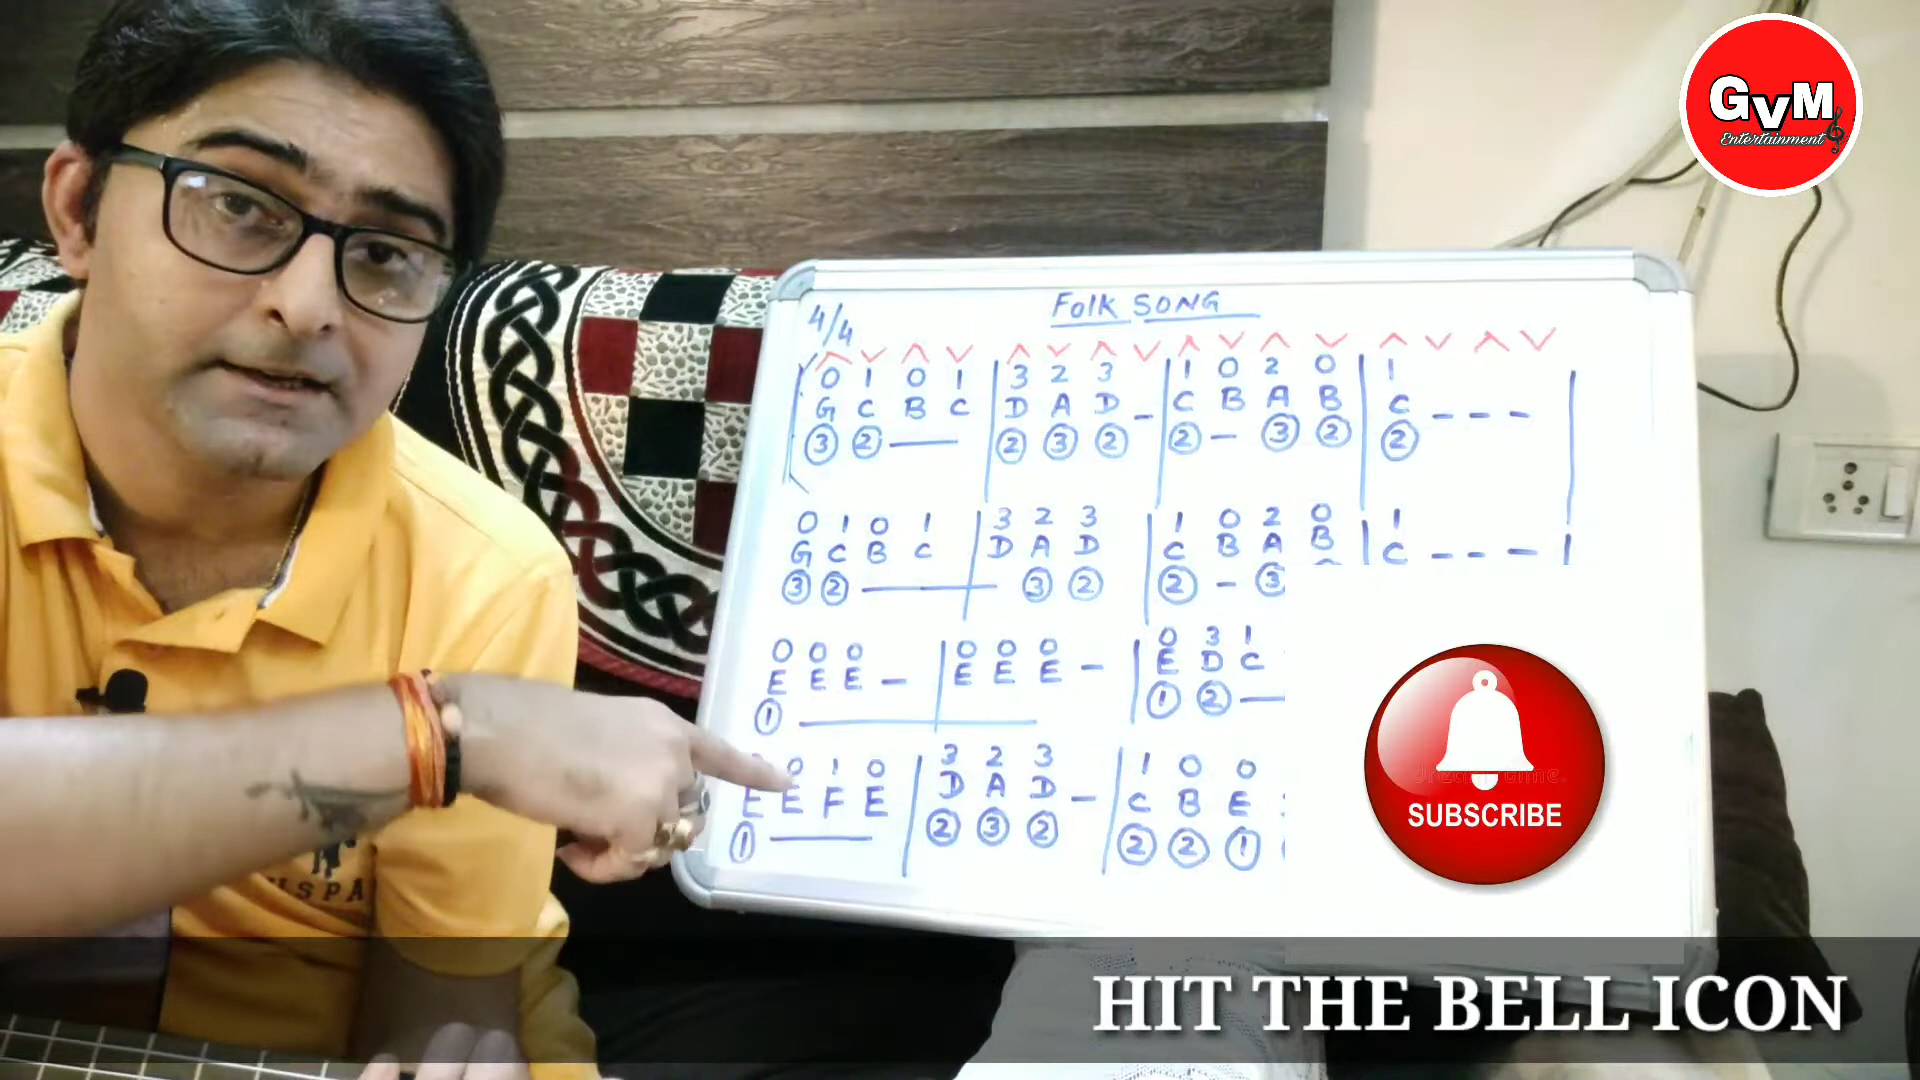 GVM
Entertainment
Folk SONG
4/4
^ v ^ v ^ v ^ v ^ v ^ v ^ v ^ v
0 1 0 1 | 3 2 3 | 1 0 2 0 | 1
G C B C | D A D - | C B A B | C - - - |
3 2 — | 2 3 2 | 2 - 3 2 | 2
0 1 0 1 | 3 2 3 | 1 0 2 0 | 1
G C B C | D A D | C B A B | C - - - |
3 2 — 3 2 | 2 - 3
0 0 0 | 0 0 0 | 0 3 1
E E E - | E E E - | E D C
1 — | 1 2 —
0 1 0 | 3 2 3 | 1 0 0
E E F E | D A D - | C B E
1 — | 2 3 2 | 2 2 1
SUBSCRIBE
HIT THE BELL ICON